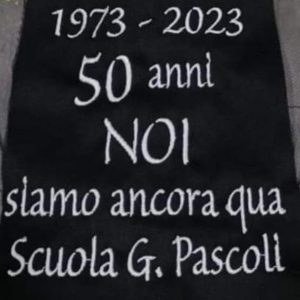 1973 - 2023
50 anni
NOI
siamo ancora qua
Scuola G. Pascoli